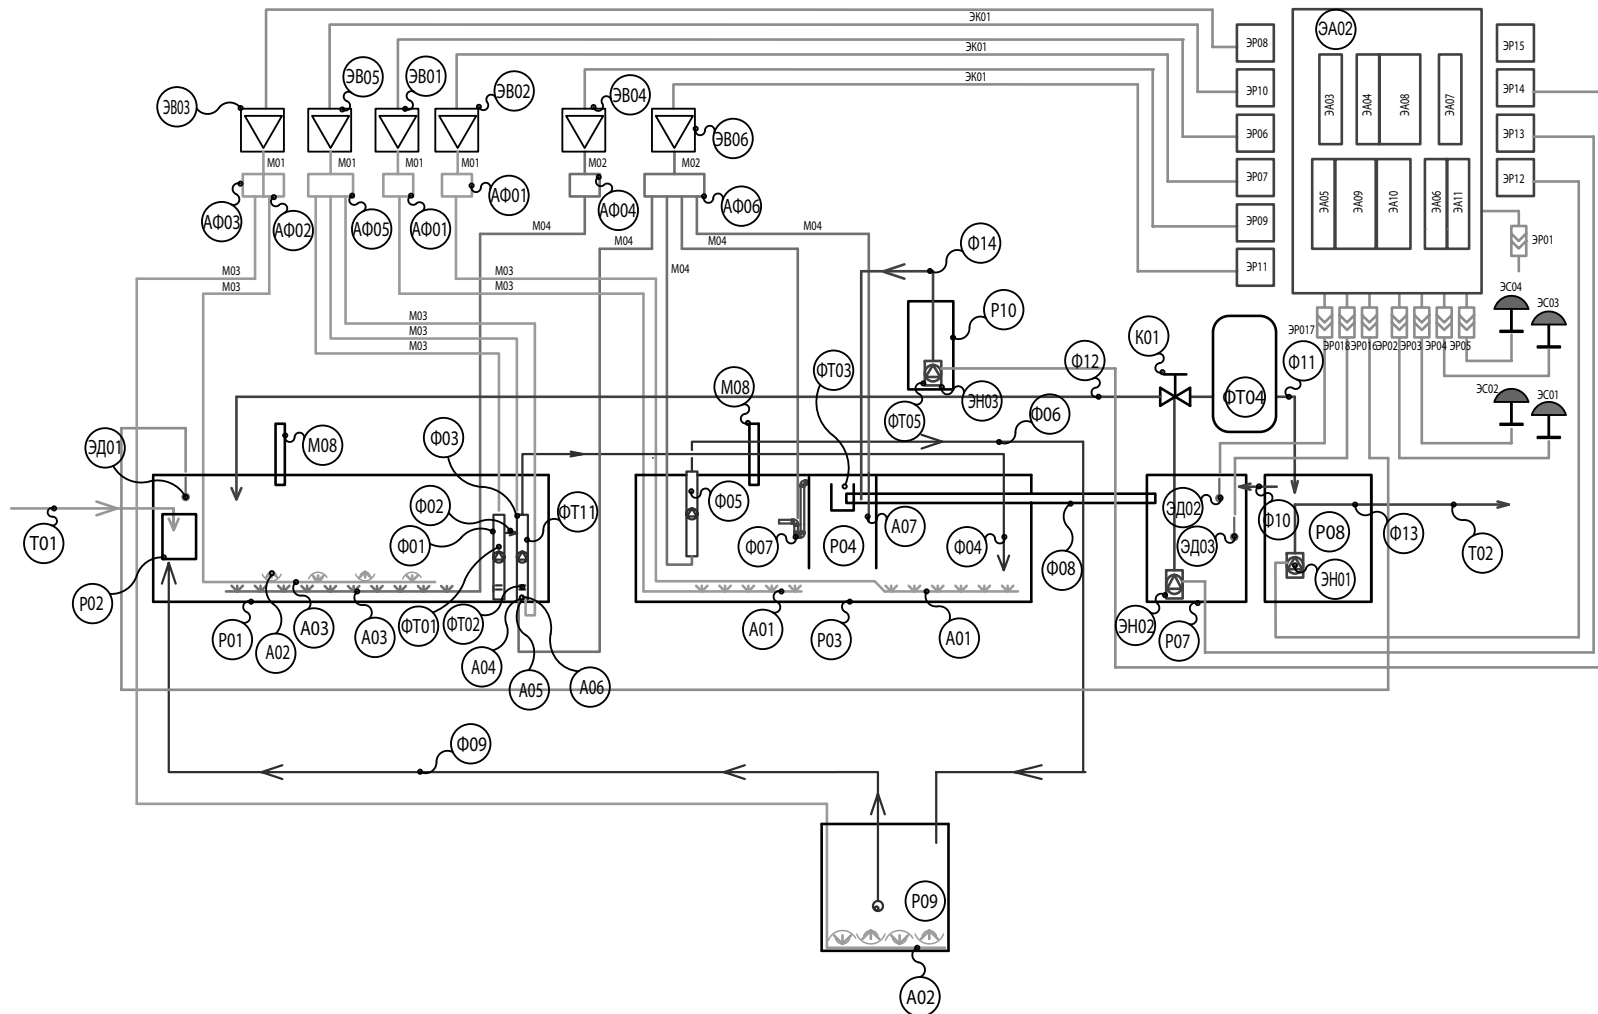 ЭК01
ЭА02
ЭР08
ЭР15
ЭК01
ЭВ05
ЭВ01
ЭВ02
ЭВ04
ЭР10
ЭА03
ЭА04
ЭА08
ЭА07
ЭР14
ЭК01
ЭВ03
ЭВ06
ЭР06
ЭР13
М01
М01
М01
М01
М02
М02
ЭР07
ЭР12
АФ03
АФ02
АФ05
АФ01
АФ01
АФ04
АФ06
ЭА05
ЭА09
ЭА10
ЭА06
ЭА11
ЭР09
М04
М04
М04
М04
М04
Ф14
ЭР01
М03
М03
ЭР11
ЭС04
ЭС03
М03
М03
М03
Р10
К01
ЭР017
ЭР018
ЭР016
ЭР02
ЭР03
ЭР04
ЭР05
ФТ03
Ф12
Ф11
М08
ЭН03
ФТ04
ЭС02
ЭС01
ФТ05
Ф06
ЭД01
М08
Ф03
Ф05
Ф02
ФТ11
ЭД02
Т01
Ф01
Ф07
Р04
А07
Ф04
Ф10
Р08
Ф13
Т02
ЭД03
Ф08
ЭН01
Р02
Р01
А02
А03
А03
ФТ01
ФТ02
А01
Р03
А01
ЭН02
Р07
А04
А05
А06
Ф09
Р09
А02